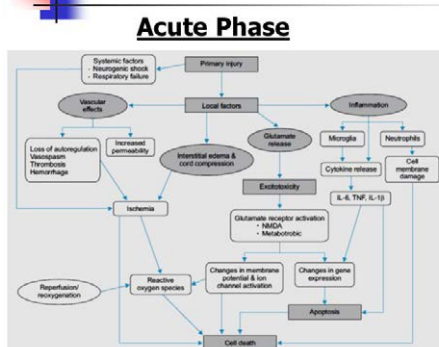 Acute Phase
Systemic factors
- Neurogenic shock
- Respiratory failure
Primary injury
Vascular
effects
Local factors
Inflammation
Glutamate
release
Microglia
Neutrophils
Loss of autoregulation
Vasospasm
Thrombosis
Hemorrhage
Increased
permeability
Interstitial edema &
cord compression
Cytokine release
Cell
membrane
damage
Excitotoxicity
IL-6, TNF, IL-1β
Ischemia
Glutamate receptor activation
• NMDA
• Metabotrobic
Reperfusion/
reoxygenation
Reactive
oxygen species
Changes in membrane
potential & ion
channel activation
Changes in gene
expression
Apoptosis
Cell death